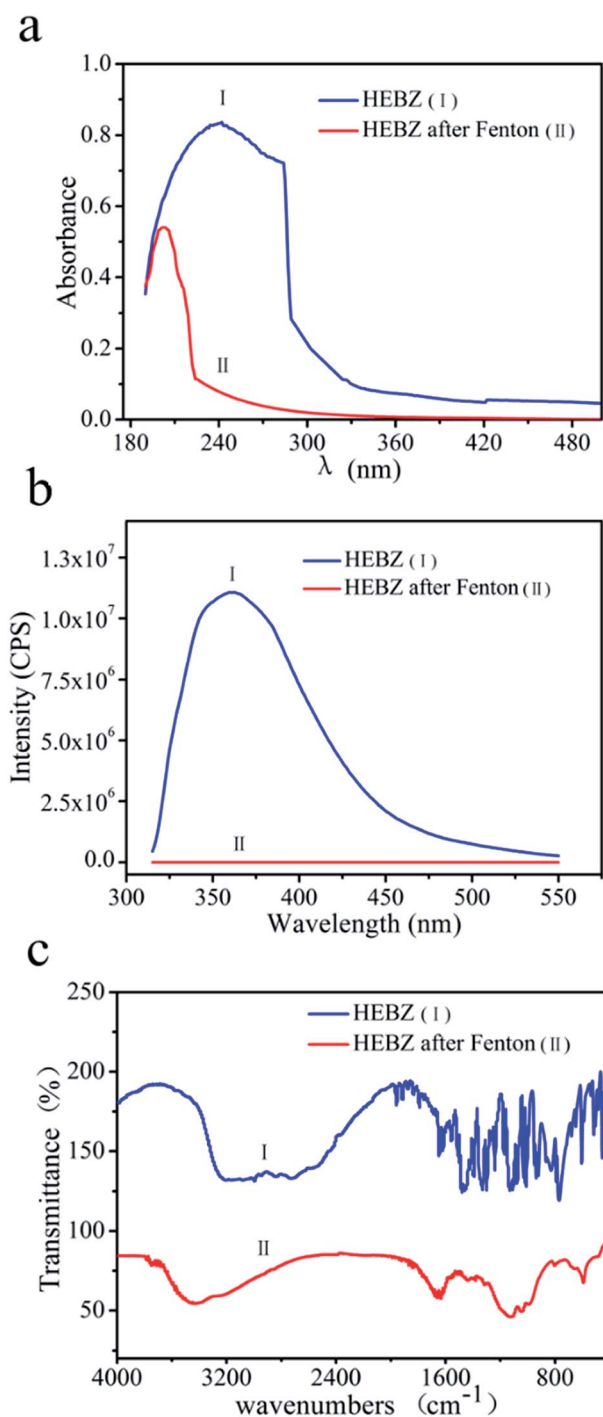 a
1.0
0.8
0.6
0.4
0.2
0.0
Absorbance
I
II
HEBZ (I)
HEBZ after Fenton (II)
180 240 300 360 420 480
λ (nm)
b
1.3x10⁷
1.0x10⁷
7.5x10⁶
5.0x10⁶
2.5x10⁶
0.0
Intensity (CPS)
I
II
HEBZ (I)
HEBZ after Fenton (II)
300 350 400 450 500 550
Wavelength (nm)
c
250
200
150
100
50
Transmittance (%)
HEBZ (I)
HEBZ after Fenton (II)
I
II
4000 3200 2400 1600 800
wavenumbers (cm⁻¹)